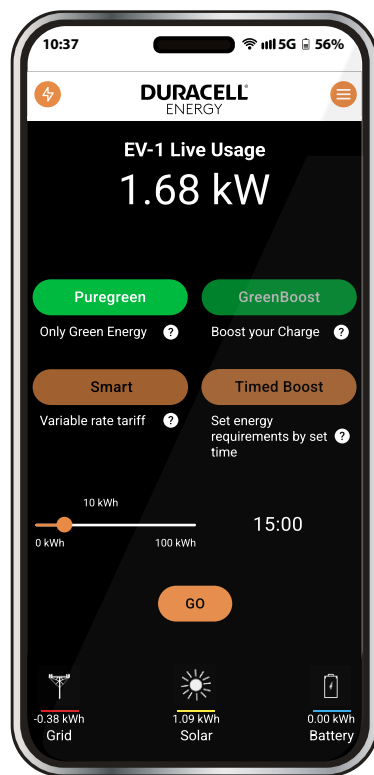 10:37 5G 56%
DURACELL®
ENERGY
EV-1 Live Usage
1.68 kW
Puregreen GreenBoost
Only Green Energy ? Boost your Charge ?
Smart Timed Boost
Variable rate tariff ? Set energy
requirements by set ?
time
10 kWh
15:00
0 kWh 100 kWh
GO
-0.38 kWh 1.09 kWh 0.00 kWh
Grid Solar Battery